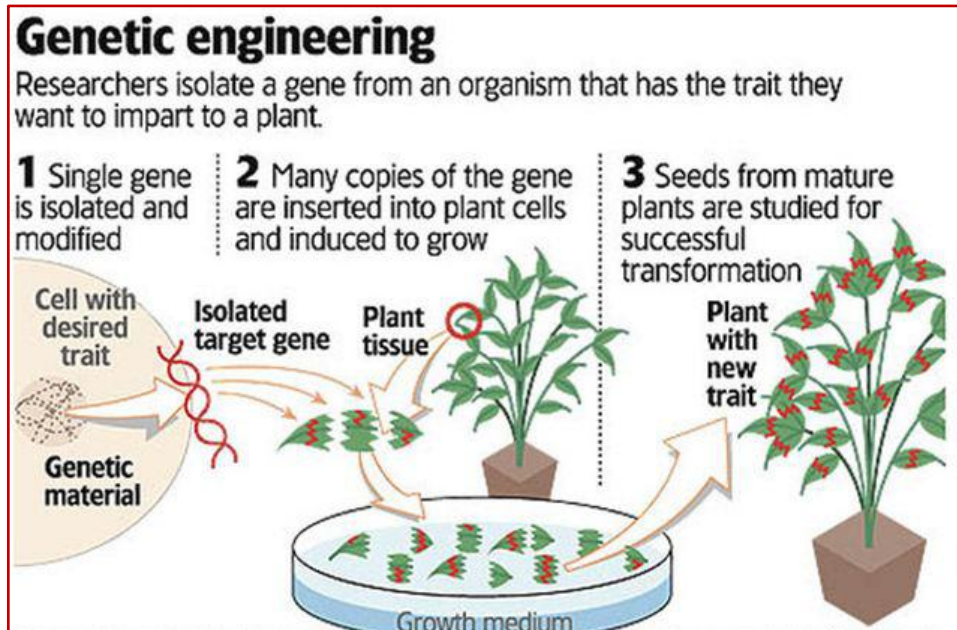 Genetic engineering
Researchers isolate a gene from an organism that has the trait they
want to impart to a plant.
1 Single gene
is isolated and
modified
2 Many copies of the gene
are inserted into plant cells
and induced to grow
3 Seeds from mature
plants are studied for
successful
transformation
Cell with
desired
trait
Isolated
target gene
Plant
tissue
Plant
with
new
trait
Genetic
material
Growth medium